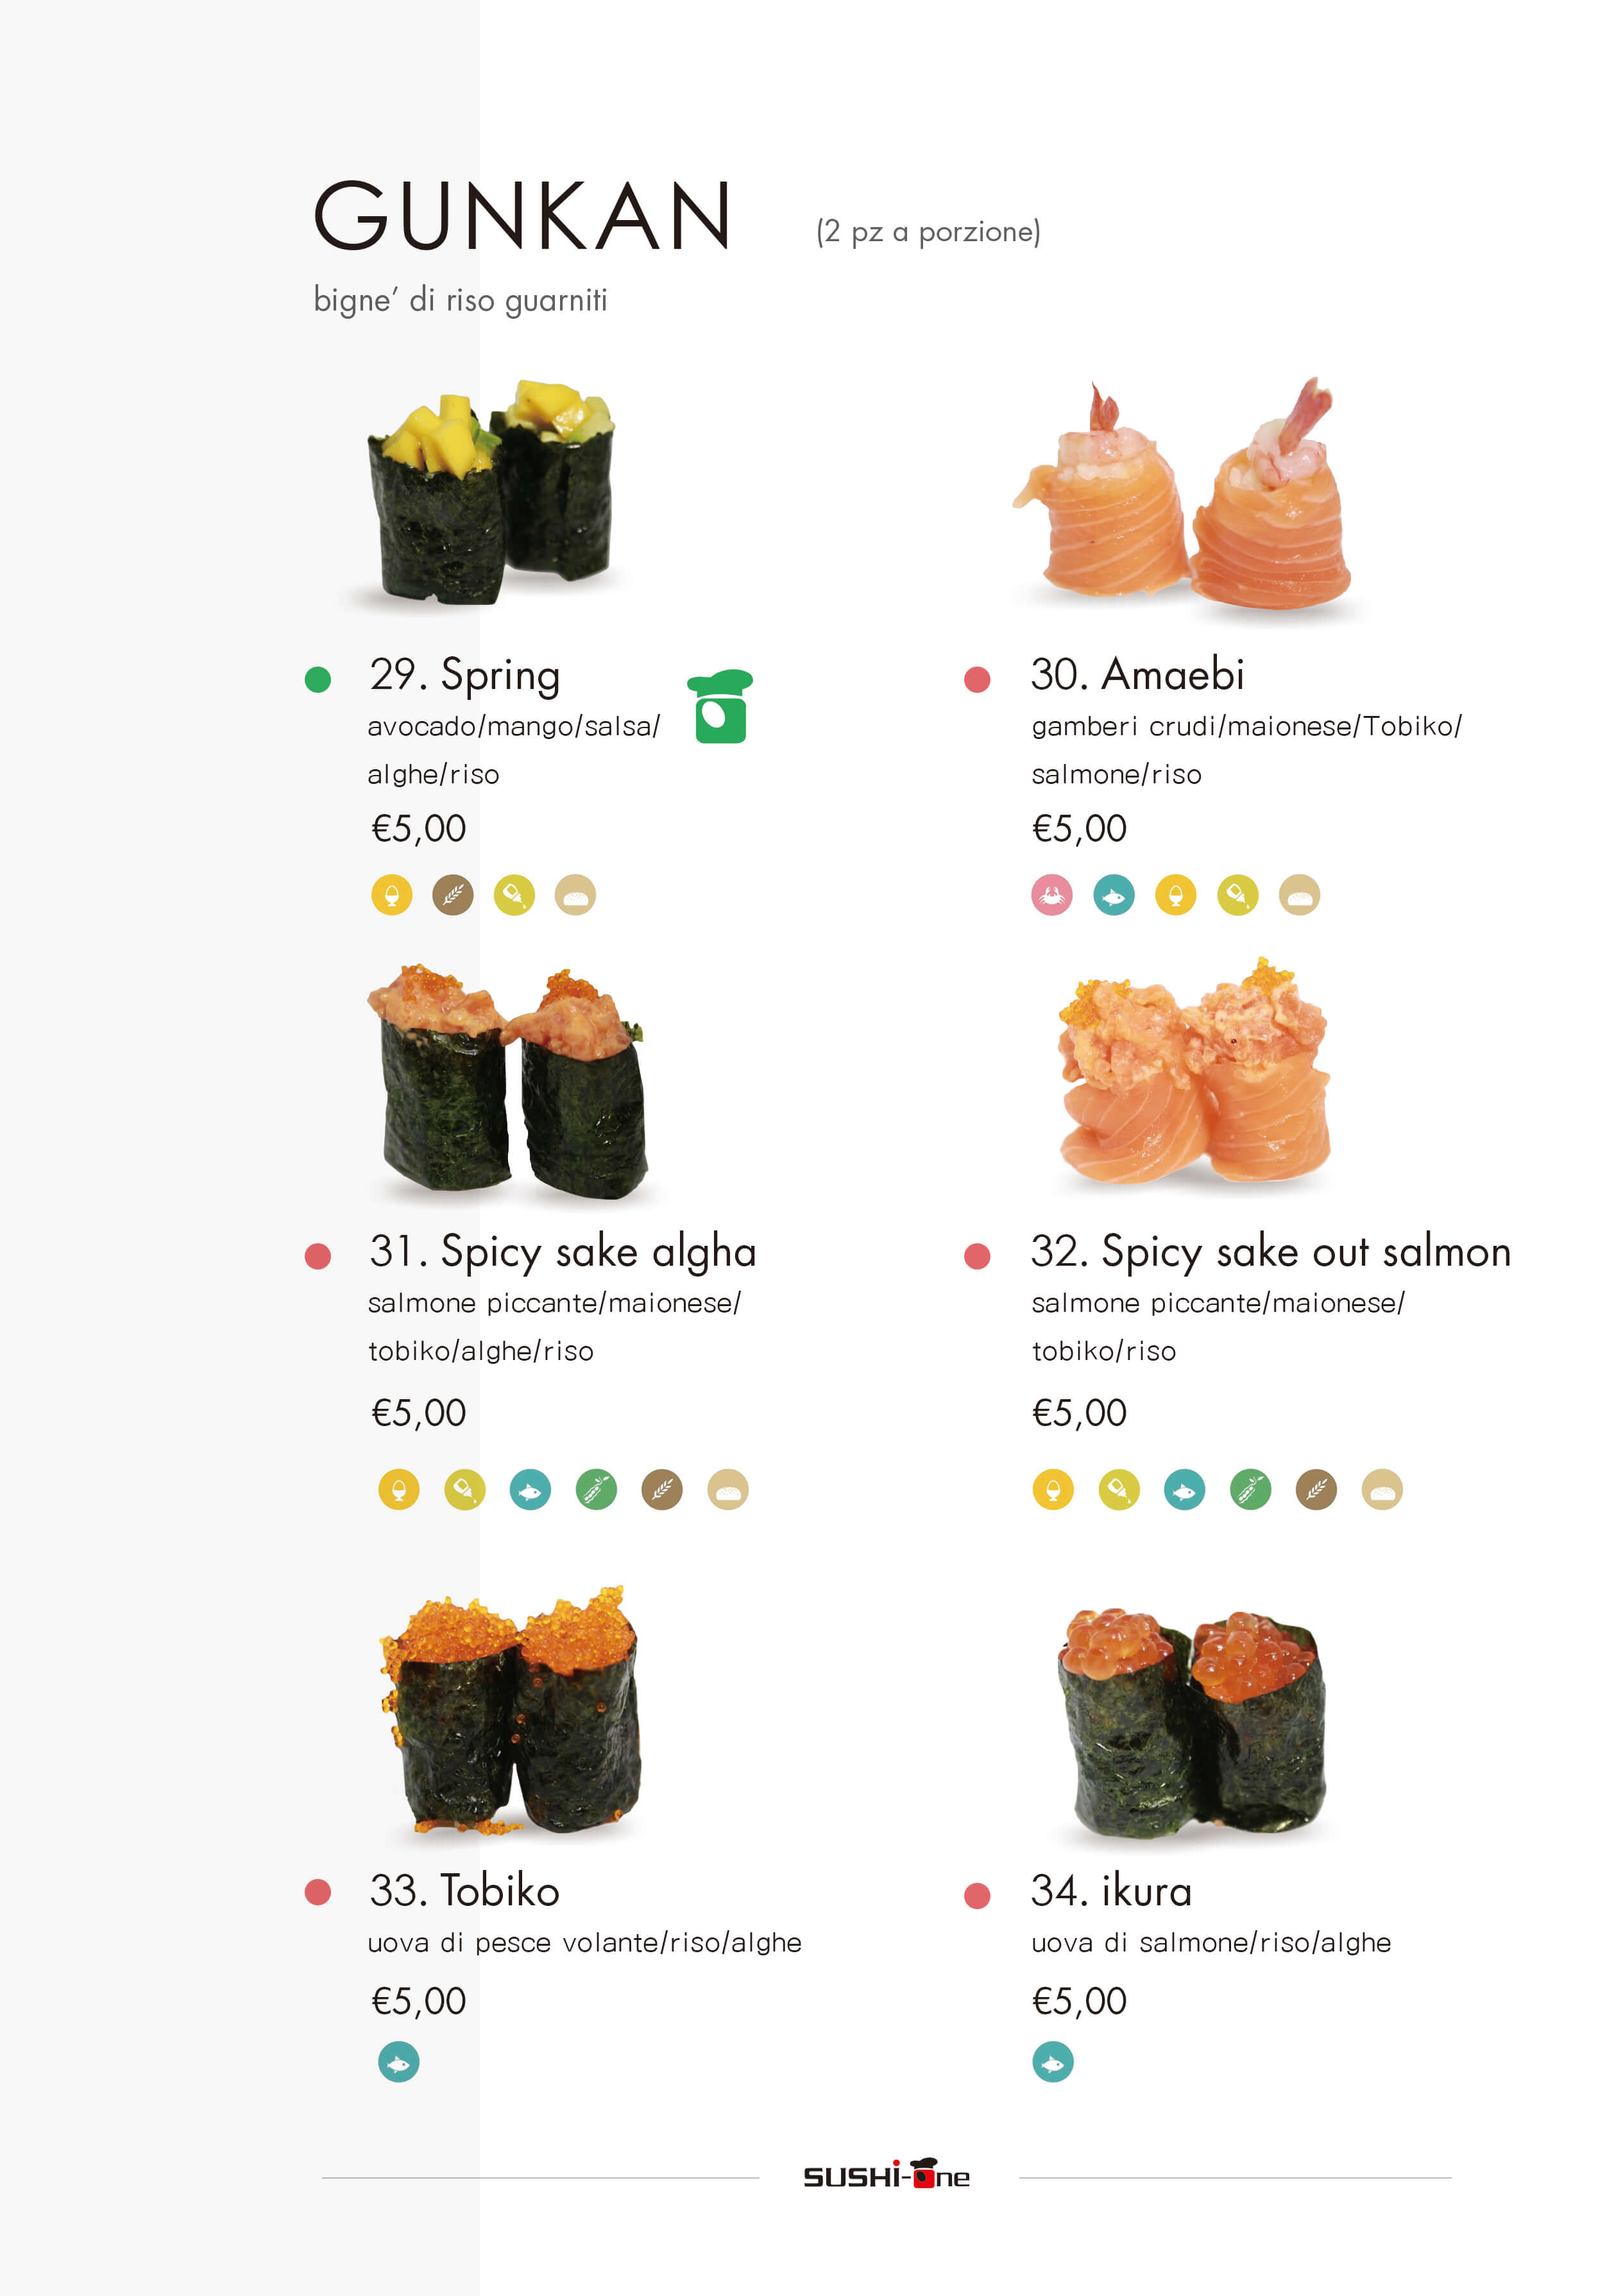 GUNKAN
(2 pz a porzione)
bigne’ di riso guarniti
29. Spring
avocado/mango/salsa/
alghe/riso
€5,00
30. Amaebi
gamberi crudi/maionese/Tobiko/
salmone/riso
€5,00
31. Spicy sake algha
salmone piccante/maionese/
tobiko/alghe/riso
€5,00
32. Spicy sake out salmon
salmone piccante/maionese/
tobiko/riso
€5,00
33. Tobiko
uova di pesce volante/riso/alghe
€5,00
34. ikura
uova di salmone/riso/alghe
€5,00
SUSHi-One